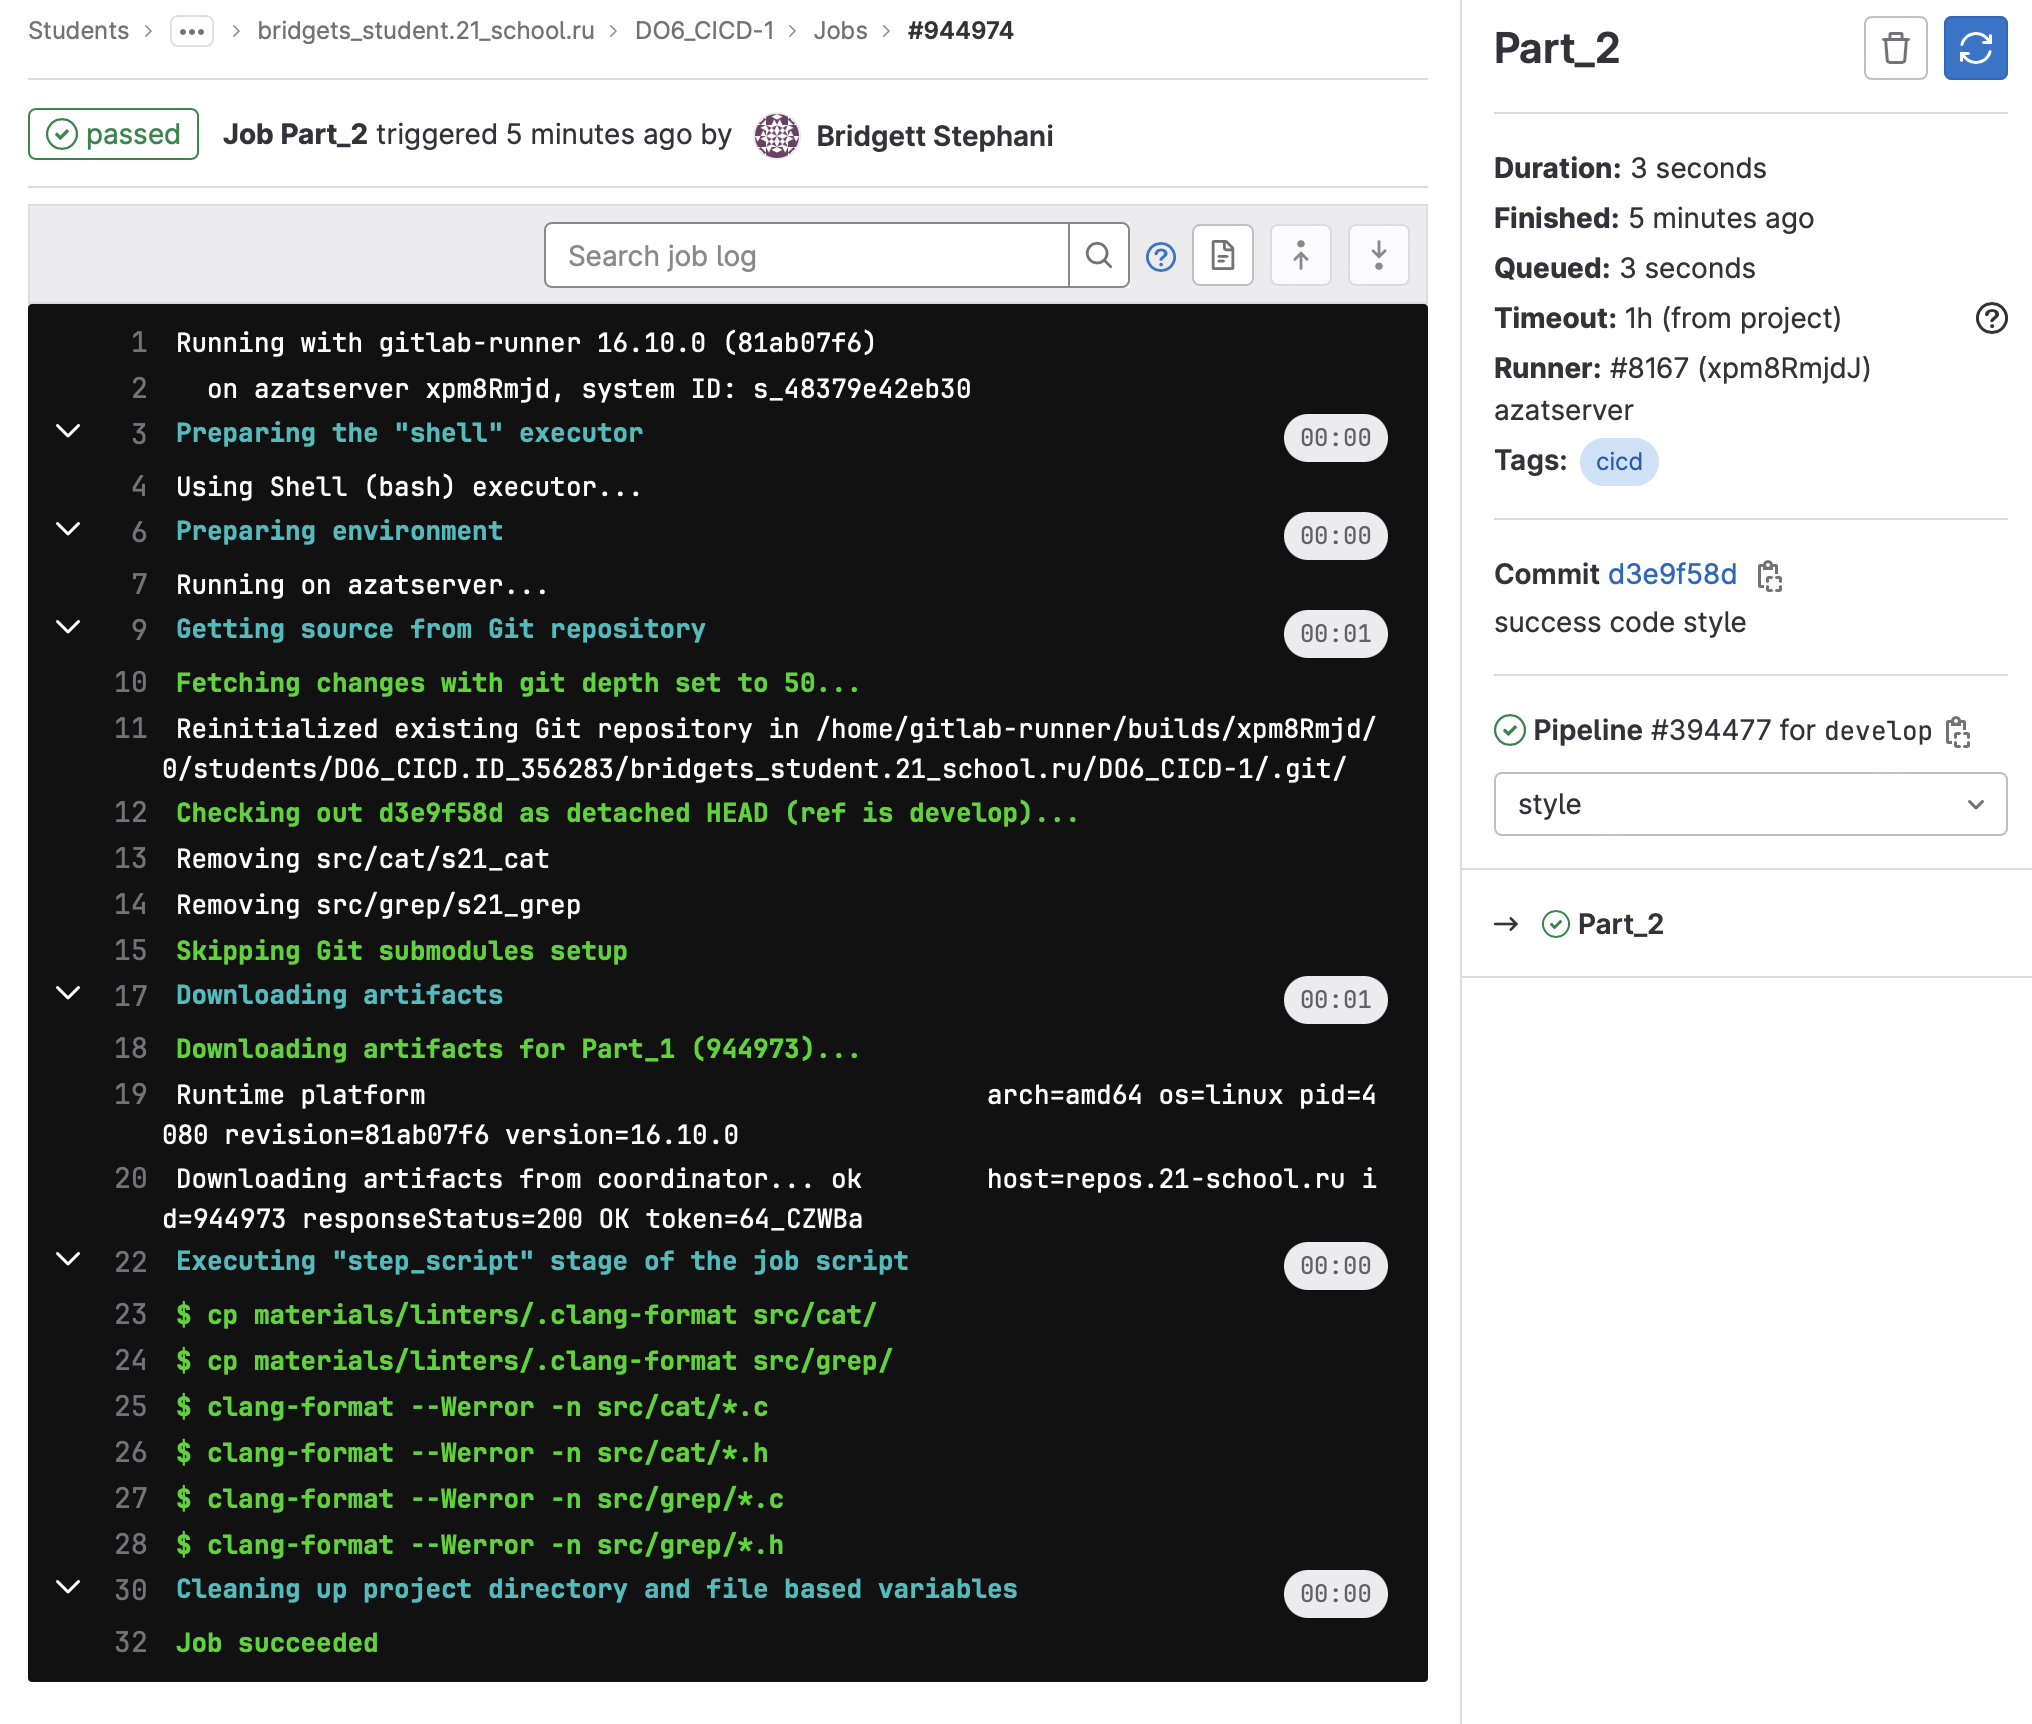 Students > ... > bridgets_student.21_school.ru > DO6_CICD-1 > Jobs > #944974
passed Job Part_2 triggered 5 minutes ago by Bridgett Stephani
Search job log
1 Running with gitlab-runner 16.10.0 (81ab07f6)
2 on azatserver xpm8Rmjd, system ID: s_48379e42eb30
3 Preparing the "shell" executor 00:00
4 Using Shell (bash) executor...
6 Preparing environment 00:00
7 Running on azatserver...
9 Getting source from Git repository 00:01
10 Fetching changes with git depth set to 50...
11 Reinitialized existing Git repository in /home/gitlab-runner/builds/xpm8Rmjd/
0/students/DO6_CICD.ID_356283/bridgets_student.21_school.ru/DO6_CICD-1/.git/
12 Checking out d3e9f58d as detached HEAD (ref is develop)...
13 Removing src/cat/s21_cat
14 Removing src/grep/s21_grep
15 Skipping Git submodules setup
17 Downloading artifacts 00:01
18 Downloading artifacts for Part_1 (944973)...
19 Runtime platform arch=amd64 os=linux pid=4
080 revision=81ab07f6 version=16.10.0
20 Downloading artifacts from coordinator... ok host=repos.21-school.ru i
d=944973 responseStatus=200 OK token=64_CZWBa
22 Executing "step_script" stage of the job script 00:00
23 $ cp materials/linters/.clang-format src/cat/
24 $ cp materials/linters/.clang-format src/grep/
25 $ clang-format --Werror -n src/cat/*.c
26 $ clang-format --Werror -n src/cat/*.h
27 $ clang-format --Werror -n src/grep/*.c
28 $ clang-format --Werror -n src/grep/*.h
30 Cleaning up project directory and file based variables 00:00
32 Job succeeded
Part_2
Duration: 3 seconds
Finished: 5 minutes ago
Queued: 3 seconds
Timeout: 1h (from project)
Runner: #8167 (xpm8RmjdJ)
azatserver
Tags: cicd
Commit d3e9f58d
success code style
Pipeline #394477 for develop
style
→ Part_2